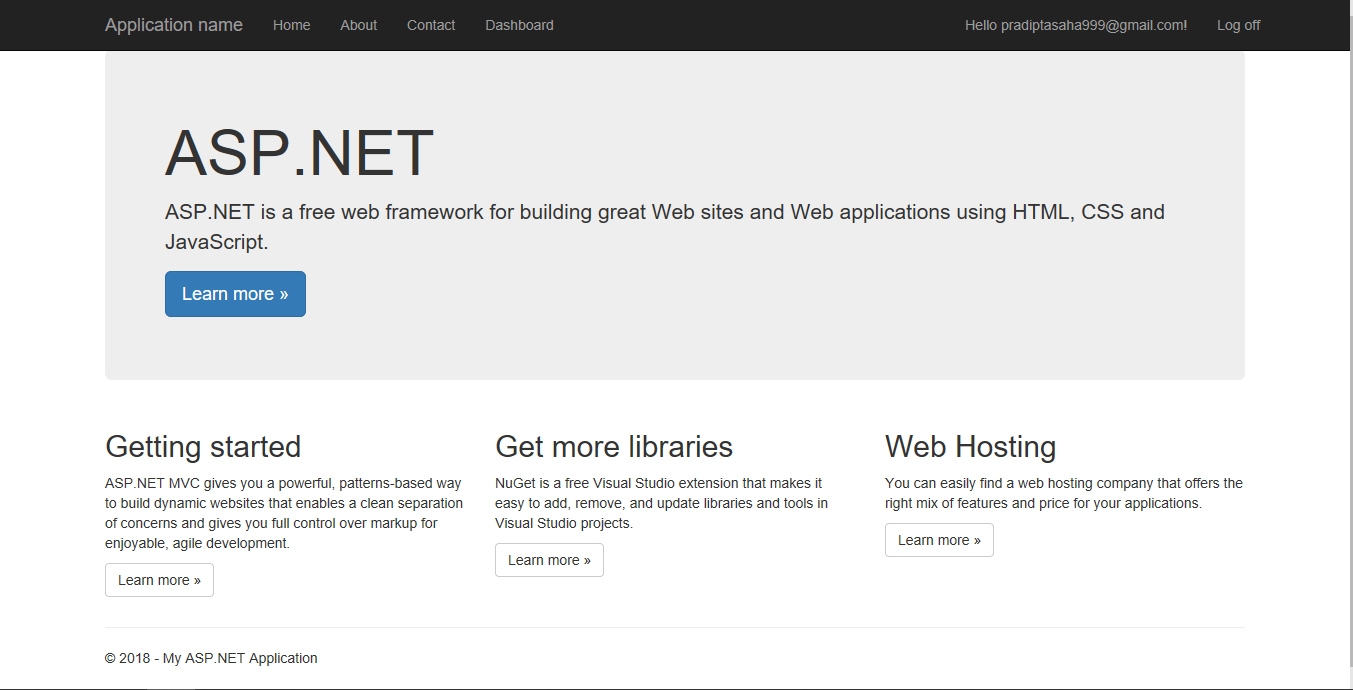 Application name Home About Contact Dashboard Hello pradiptasaha999@gmail.com! Log off
ASP.NET
ASP.NET is a free web framework for building great Web sites and Web applications using HTML, CSS and
JavaScript.
Learn more »
Getting started
ASP.NET MVC gives you a powerful, patterns-based way
to build dynamic websites that enables a clean separation
of concerns and gives you full control over markup for
enjoyable, agile development.
Learn more »
Get more libraries
NuGet is a free Visual Studio extension that makes it
easy to add, remove, and update libraries and tools in
Visual Studio projects.
Learn more »
Web Hosting
You can easily find a web hosting company that offers the
right mix of features and price for your applications.
Learn more »
© 2018 - My ASP.NET Application